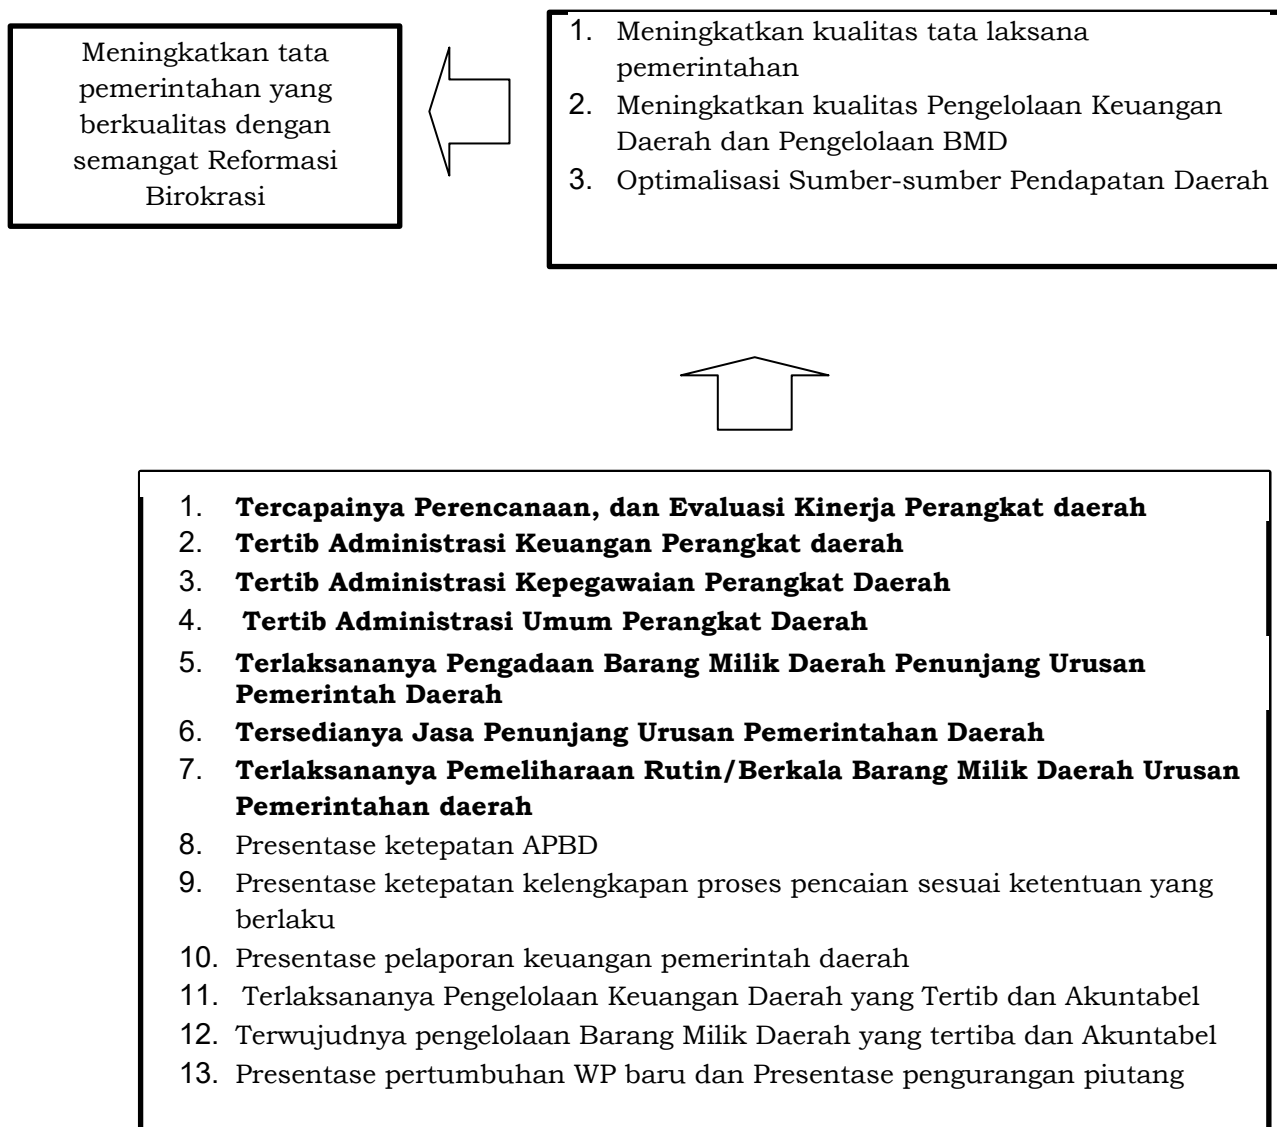 Meningkatkan tata
pemerintahan yang
berkualitas dengan
semangat Reformasi
Birokrasi
1. Meningkatkan kualitas tata laksana
pemerintahan
2. Meningkatkan kualitas Pengelolaan Keuangan
Daerah dan Pengelolaan BMD
3. Optimalisasi Sumber-sumber Pendapatan Daerah
1. Tercapainya Perencanaan, dan Evaluasi Kinerja Perangkat daerah
2. Tertib Administrasi Keuangan Perangkat daerah
3. Tertib Administrasi Kepegawaian Perangkat Daerah
4. Tertib Administrasi Umum Perangkat Daerah
5. Terlaksananya Pengadaan Barang Milik Daerah Penunjang Urusan
Pemerintah Daerah
6. Tersedianya Jasa Penunjang Urusan Pemerintahan Daerah
7. Terlaksananya Pemeliharaan Rutin/Berkala Barang Milik Daerah Urusan
Pemerintahan daerah
8. Presentase ketepatan APBD
9. Presentase ketepatan kelengkapan proses pencaian sesuai ketentuan yang
berlaku
10. Presentase pelaporan keuangan pemerintah daerah
11. Terlaksananya Pengelolaan Keuangan Daerah yang Tertib dan Akuntabel
12. Terwujudnya pengelolaan Barang Milik Daerah yang tertiba dan Akuntabel
13. Presentase pertumbuhan WP baru dan Presentase pengurangan piutang